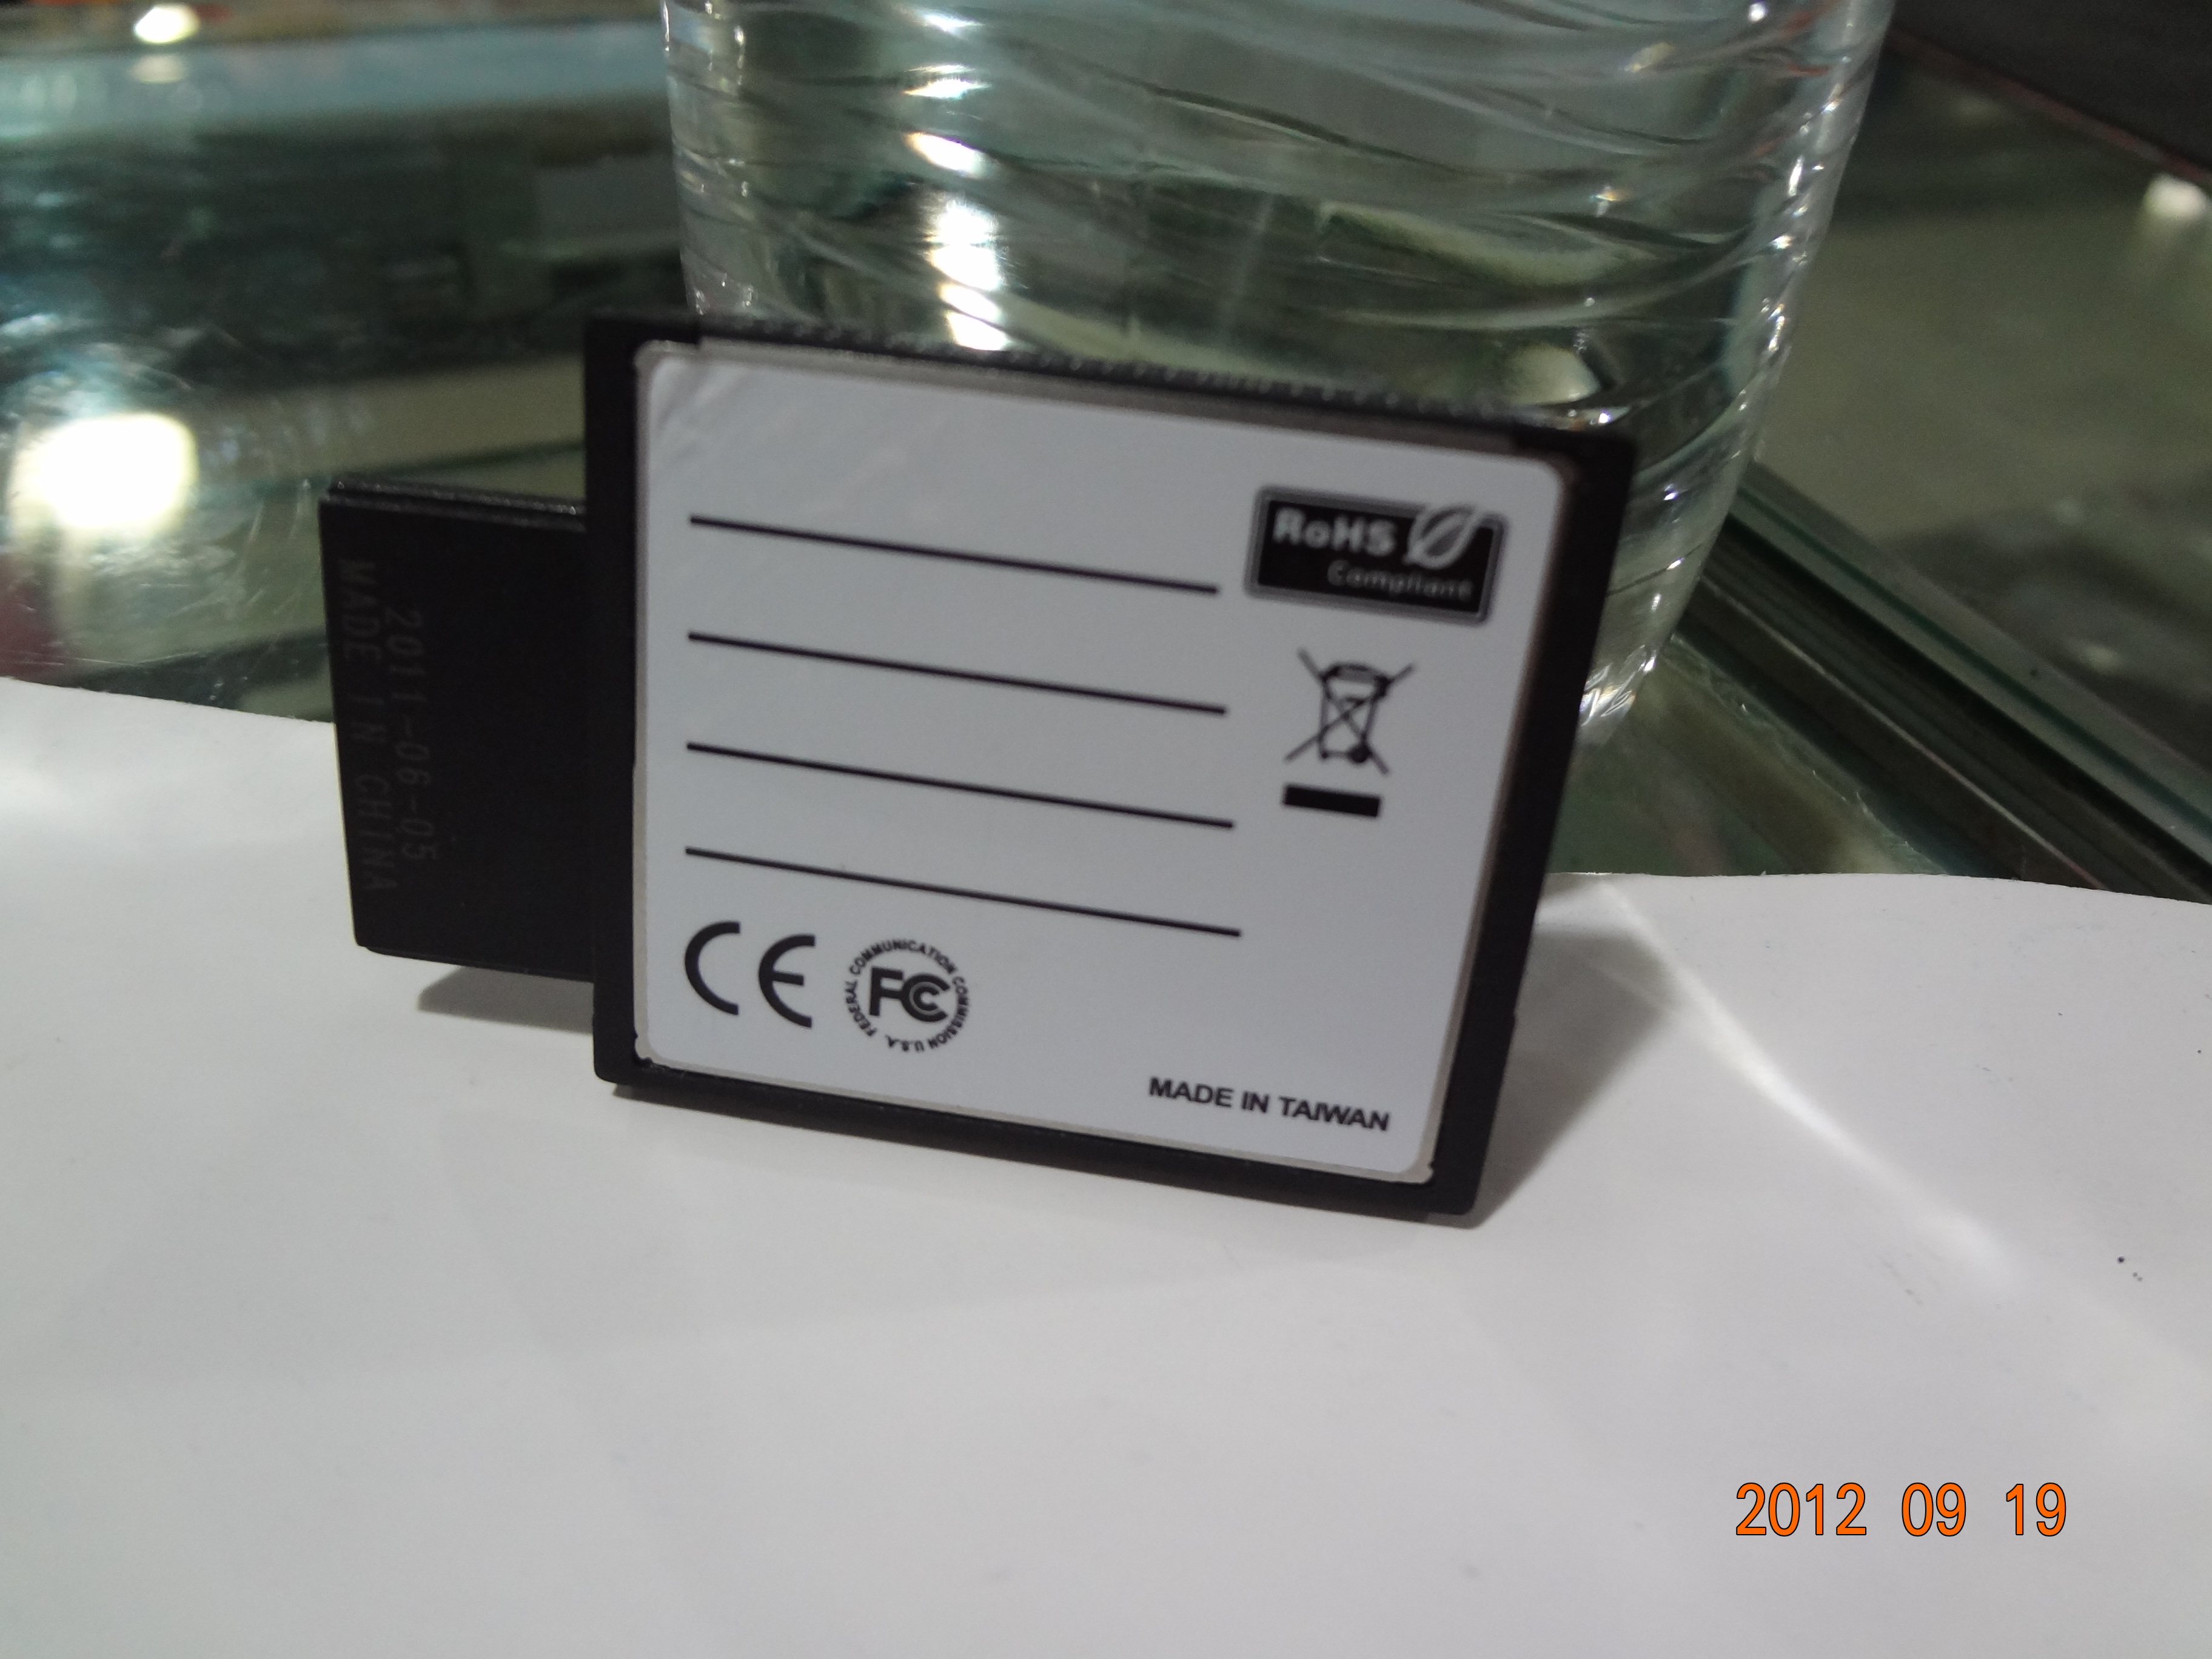 RoHS
Compliant
2011-06-05
MADE IN CHINA
CE
FEDERAL COMMUNICATION COMMISSION U.S.A.
FC
MADE IN TAIWAN
2012 09 19